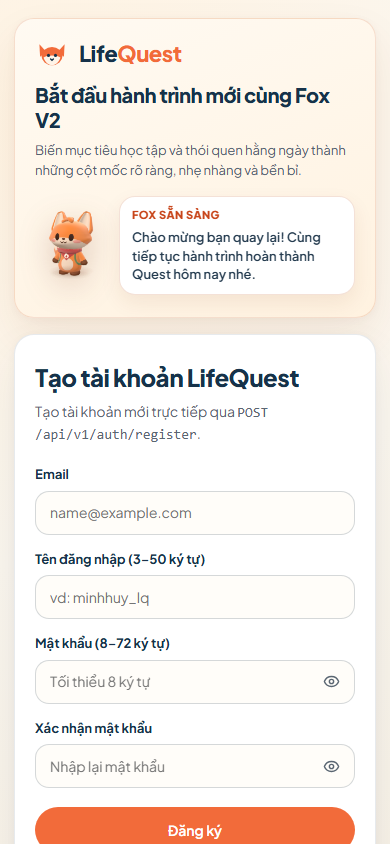 LifeQuest
Bắt đầu hành trình mới cùng Fox
V2
Biến mục tiêu học tập và thói quen hằng ngày thành
những cột mốc rõ ràng, nhẹ nhàng và bền bỉ.
FOX SẴN SÀNG
Chào mừng bạn quay lại! Cùng
tiếp tục hành trình hoàn thành
Quest hôm nay nhé.
Tạo tài khoản LifeQuest
Tạo tài khoản mới trực tiếp qua POST
/api/v1/auth/register.
Email
name@example.com
Tên đăng nhập (3–50 ký tự)
vd: minhhuy_lq
Mật khẩu (8–72 ký tự)
Tối thiểu 8 ký tự
Xác nhận mật khẩu
Nhập lại mật khẩu
Đăng ký